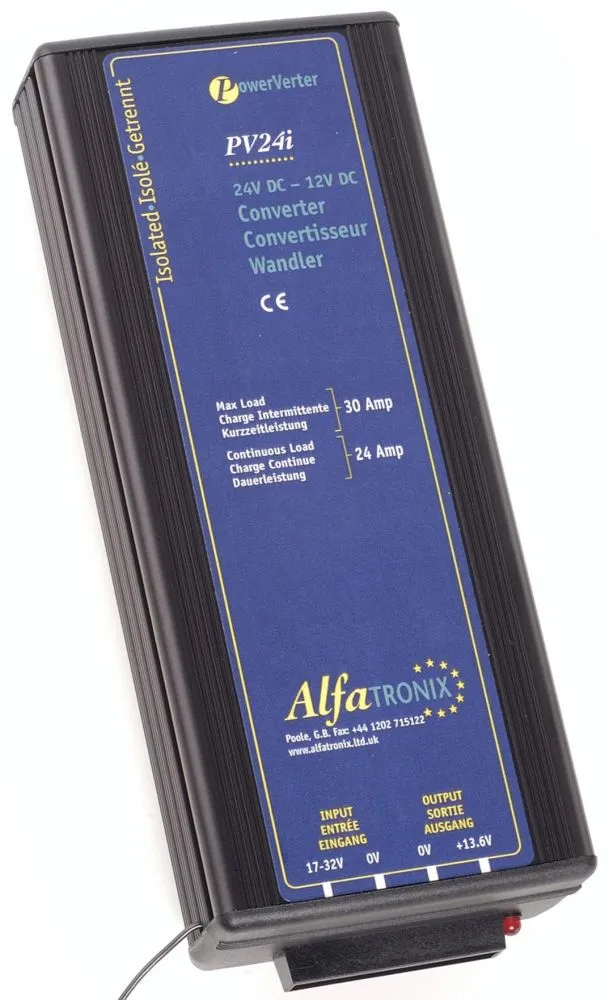 Isolated·Isolé·Getrennt
PowerVerter
PV24i
24V DC – 12V DC
Converter
Convertisseur
Wandler
CE
Max Load
Charge Intermittente
Kurzzeitleistung
30 Amp
Continuous Load
Charge Continue
Dauerleistung
24 Amp
AlfaTRONIX
Poole, G.B. Fax: +44 1202 715122
www.alfatronix.ltd.uk
INPUT
ENTRÉE
EINGANG
OUTPUT
SORTIE
AUSGANG
17-32V 0V 0V +13.6V